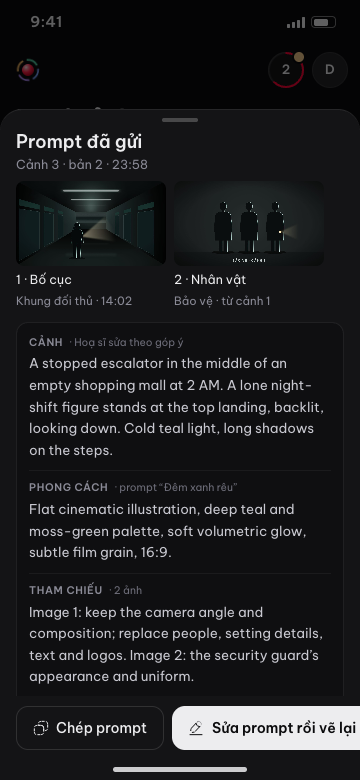 9:41
2
D
Prompt đã gửi
Cảnh 3 · bản 2 · 23:58
1 · Bố cục
2 · Nhân vật
Khung đối thủ · 14:02
Bảo vệ · từ cảnh 1
CẢNH · Hoạ sĩ sửa theo góp ý
A stopped escalator in the middle of an
empty shopping mall at 2 AM. A lone night-
shift figure stands at the top landing, backlit,
looking down. Cold teal light, long shadows
on the steps.
PHONG CÁCH · prompt “Đêm xanh rêu”
Flat cinematic illustration, deep teal and
moss-green palette, soft volumetric glow,
subtle film grain, 16:9.
THAM CHIẾU · 2 ảnh
Image 1: keep the camera angle and
composition; replace people, setting details,
text and logos. Image 2: the security guard’s
appearance and uniform.
Chép prompt
Sửa prompt rồi vẽ lại